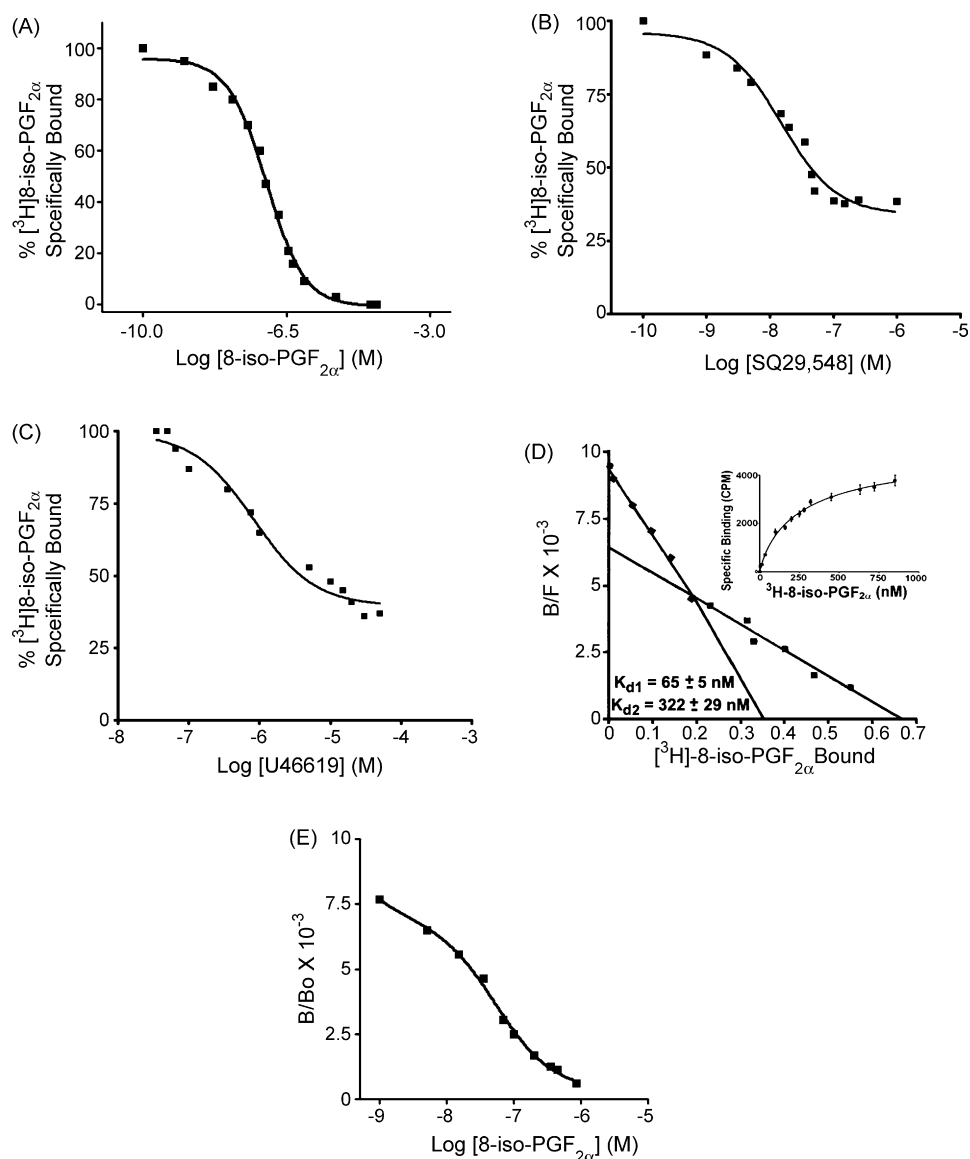 (A)
% [³H]8-iso-PGF₂α
Spceifically Bound
100
80
60
40
20
0
-10.0 -6.5 -3.0
Log [8-iso-PGF₂α] (M)
(B)
% [³H]8-iso-PGF₂α
Spceifically Bound
100
75
50
25
0
-10 -9 -8 -7 -6 -5
Log [SQ29,548] (M)
(C)
% [³H]8-iso-PGF₂α
Spceifically Bound
100
75
50
25
0
-8 -7 -6 -5 -4 -3
Log [U46619] (M)
(D)
B/F X 10⁻³
10
7.5
5
2.5
0
0 0.1 0.2 0.3 0.4 0.5 0.6 0.7
[³H]-8-iso-PGF₂α Bound
Kd1 = 65 ± 5 nM
Kd2 = 322 ± 29 nM
Specific Binding (CPM)
4000
2000
0
0 250 500 750 1000
³H-8-iso-PGF₂α (nM)
(E)
B/Bo X 10⁻³
10
7.5
5
2.5
0
-9 -8 -7 -6 -5
Log [8-iso-PGF₂α] (M)